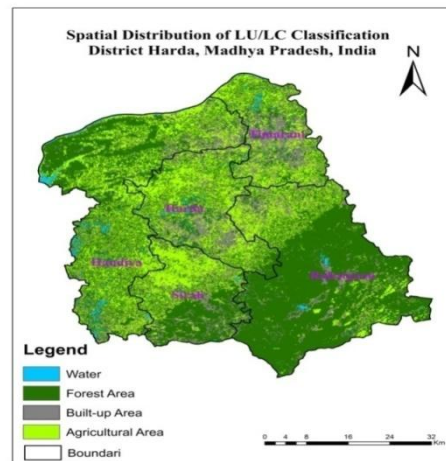 Spatial Distribution of LU/LC Classification
District Harda, Madhya Pradesh, India
N
Harda
Handiya
Sirali
Legend
Water
Forest Area
Built-up Area
Agricultural Area
Boundari
0 4 8 16 24 32
Km